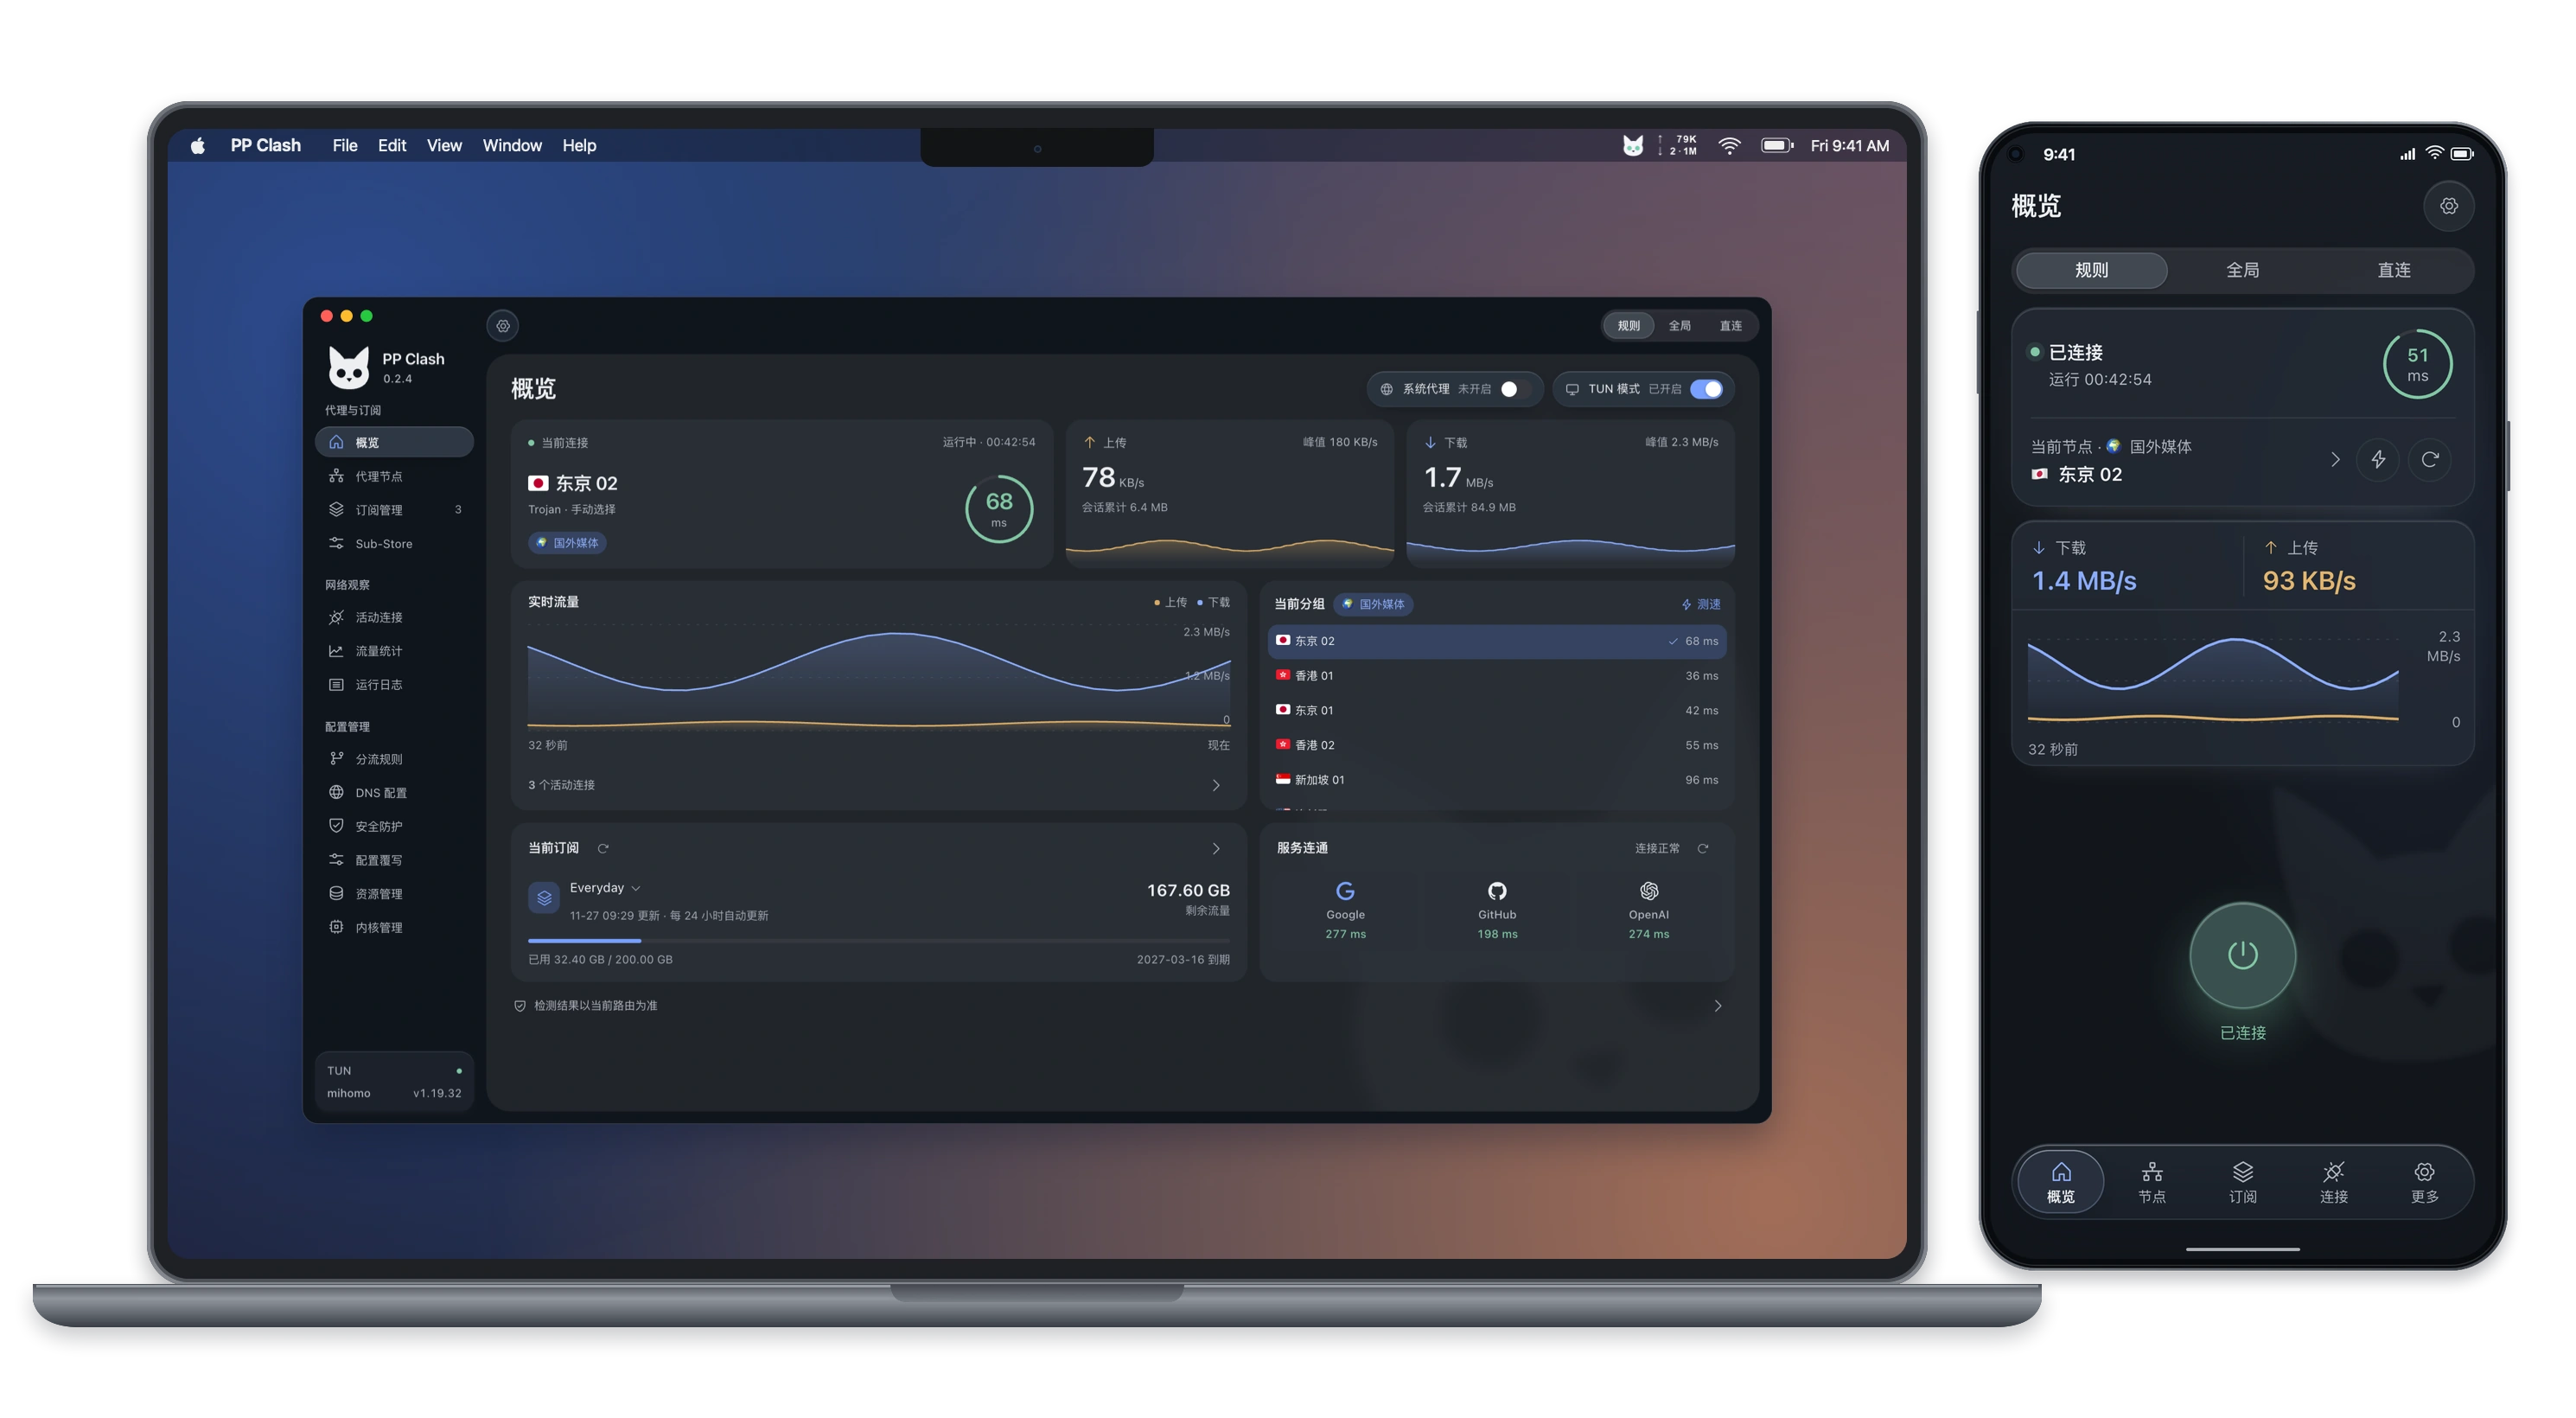 PP Clash File Edit View Window Help
79K
2·1M
Fri 9:41 AM
规则 全局 直连
PP Clash
0.2.4
代理与订阅
概览
代理节点
订阅管理 3
Sub-Store
网络观察
活动连接
流量统计
运行日志
配置管理
分流规则
DNS 配置
安全防护
配置覆写
资源管理
内核管理
TUN
mihomo v1.19.32
概览
系统代理 未开启
TUN 模式 已开启
当前连接 运行中 · 00:42:54
东京 02
Trojan · 手动选择
国外媒体
68
ms
上传 峰值 180 KB/s
78 KB/s
会话累计 6.4 MB
下载 峰值 2.3 MB/s
1.7 MB/s
会话累计 84.9 MB
实时流量 上传 下载
2.3 MB/s
1.2 MB/s
0
32 秒前 现在
3 个活动连接
当前分组 国外媒体 测速
东京 02 68 ms
香港 01 36 ms
东京 01 42 ms
香港 02 55 ms
新加坡 01 96 ms
当前订阅
Everyday
11-27 09:29 更新 · 每 24 小时自动更新
167.60 GB
剩余流量
已用 32.40 GB / 200.00 GB 2027-03-16 到期
服务连通 连接正常
Google GitHub OpenAI
277 ms 198 ms 274 ms
检测结果以当前路由为准
9:41
概览
规则 全局 直连
已连接
运行 00:42:54
51
ms
当前节点 · 国外媒体
东京 02
下载 上传
1.4 MB/s 93 KB/s
2.3
MB/s
0
32 秒前
已连接
概览 节点 订阅 连接 更多